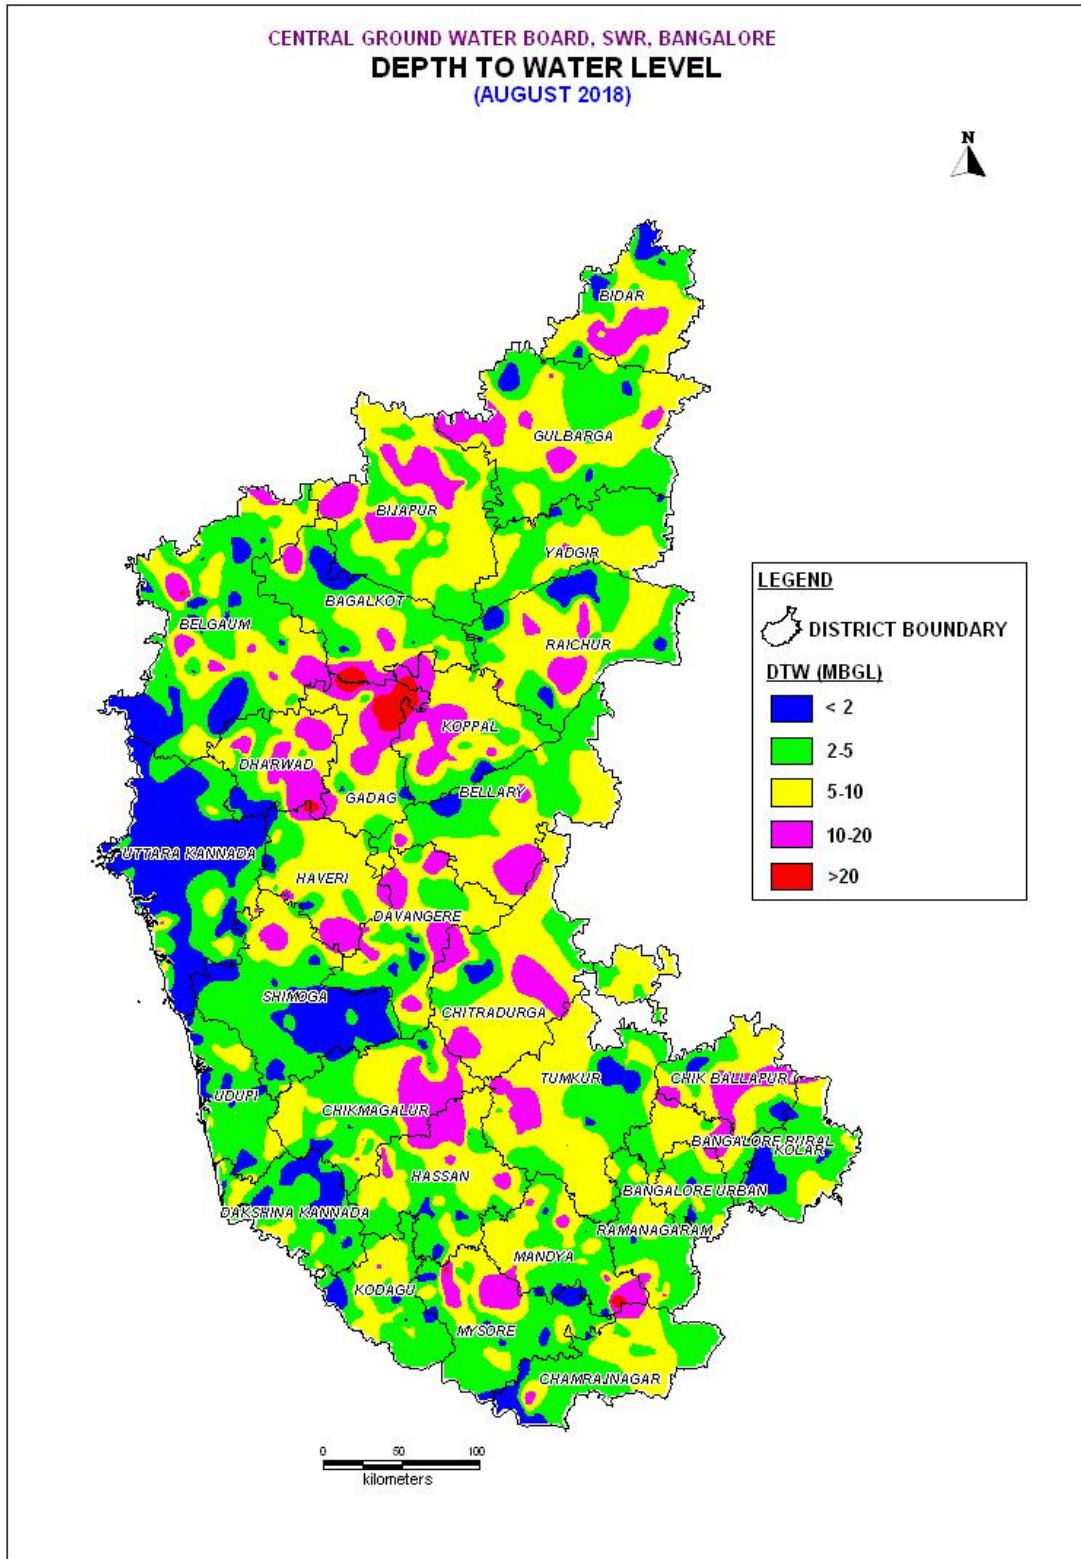 CENTRAL GROUND WATER BOARD, SWR, BANGALORE
DEPTH TO WATER LEVEL
(AUGUST 2018)
N
BIDAR
GULBARGA
BIJAPUR
YADGIR
BAGALKOT
BELGAUM
RAICHUR
KOPPAL
DHARWAD
GADAG
BELLARY
UTTARA KANNADA
HAVERI
DAVANGERE
SHIMOGA
CHITRADURGA
TUMKUR
CHIK BALLAPUR
UDUPI
CHIKMAGALUR
BANGALORE RURAL
KOLAR
HASSAN
BANGALORE URBAN
DAKSHINA KANNADA
RAMANAGARAM
MANDYA
KODAGU
MYSORE
CHAMRAJNAGAR
LEGEND
DISTRICT BOUNDARY
DTW (MBGL)
< 2
2-5
5-10
10-20
>20
0 50 100
kilometers